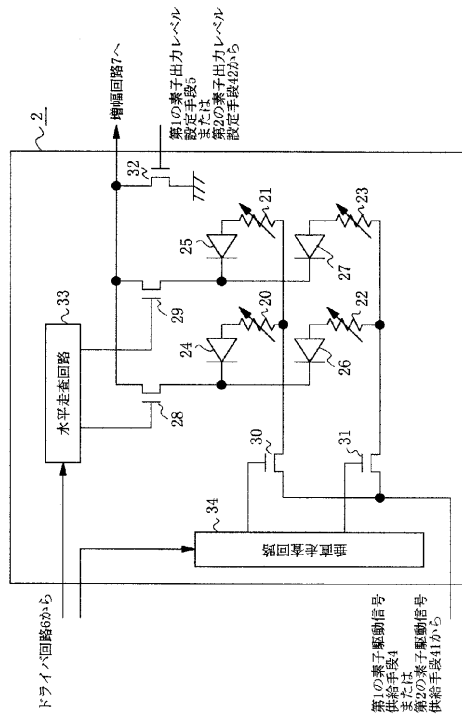 2
増幅回路7へ
第1の素子出力レベル
設定手段5
または
第2の素子出力レベル
設定手段42から
32
33
水平走査回路
29
28
25
21
24
20
27
23
26
22
30
31
34
垂直走査回路
ドライバ回路6から
第1の素子駆動信号
供給手段4
または
第2の素子駆動信号
供給手段41から